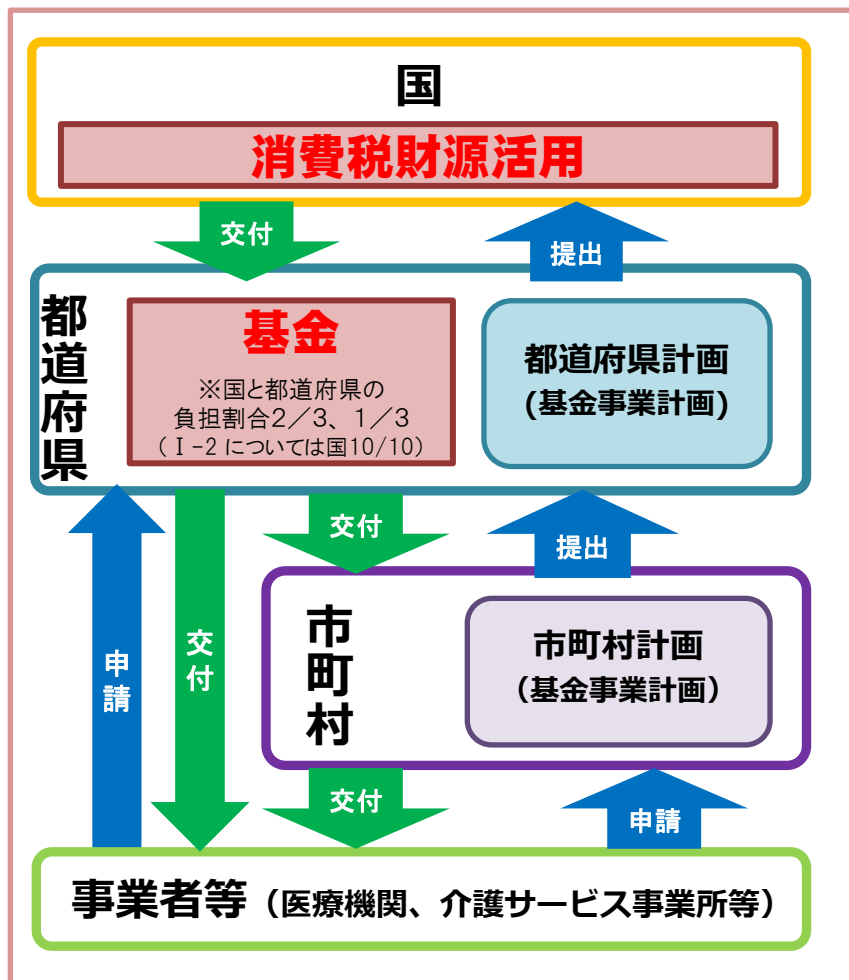 国
消費税財源活用
交付
提出
都道府県
基金
※国と都道府県の
負担割合2/3、1/3
(Ⅰ-2 については国10/10)
都道府県計画
(基金事業計画)
交付
提出
申請
交付
市町村
市町村計画
(基金事業計画)
交付
申請
事業者等(医療機関、介護サービス事業所等)